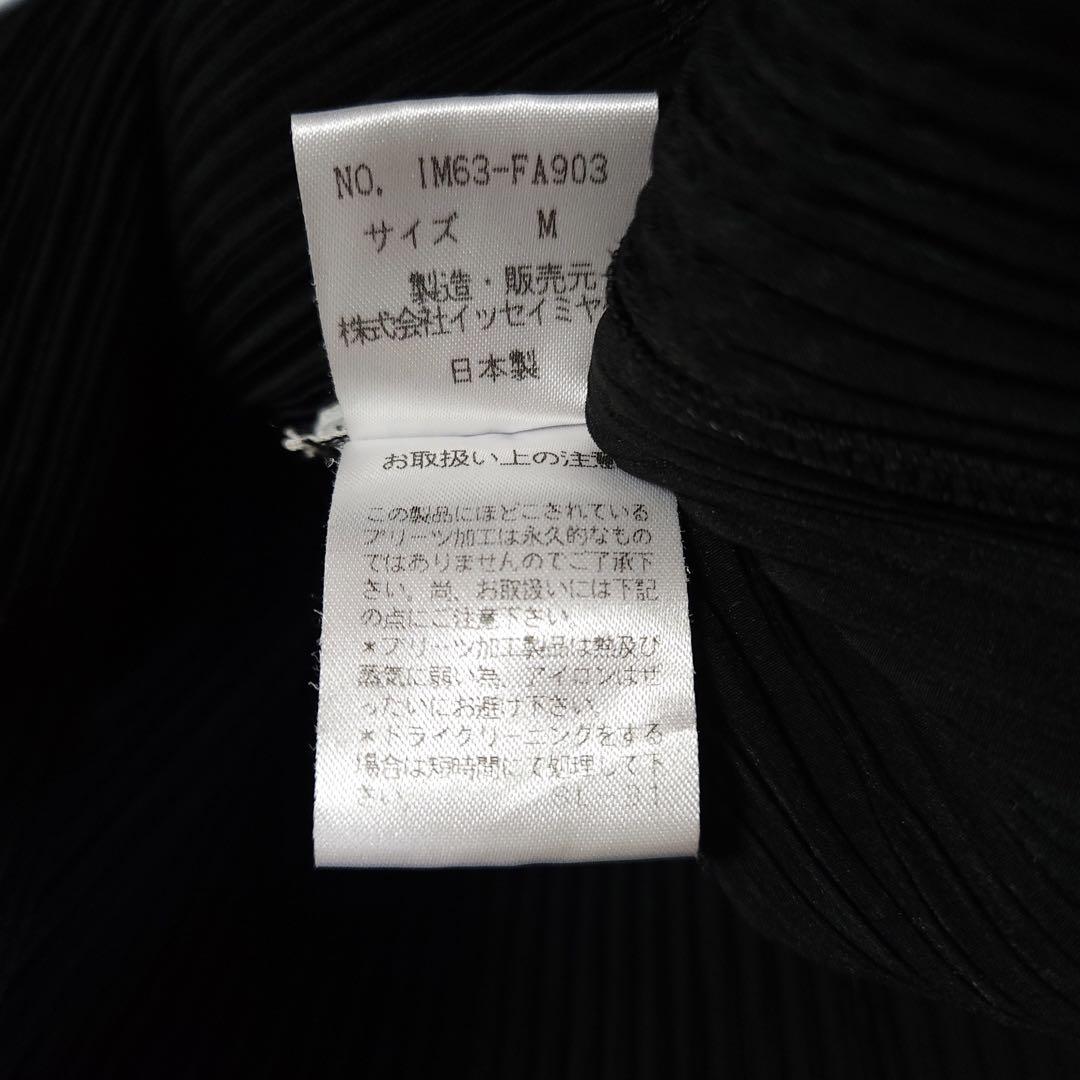 NO. IM63-FA903
サイズ M
製造・販売元
株式会社イッセイミヤ
日本製
お取扱い上の注意
この製品にほどこされている
プリーツ加工は永久的なもの
ではありませんのでご了承下
さい。尚、お取扱いには下記
の点にご注意下さい
*プリーツ加工製品は熱及び
蒸気に弱い為、アイロンはぜ
ったいにお避け下さい
*ドライクリーニングをする
場合は短時間にて処理して下
さい